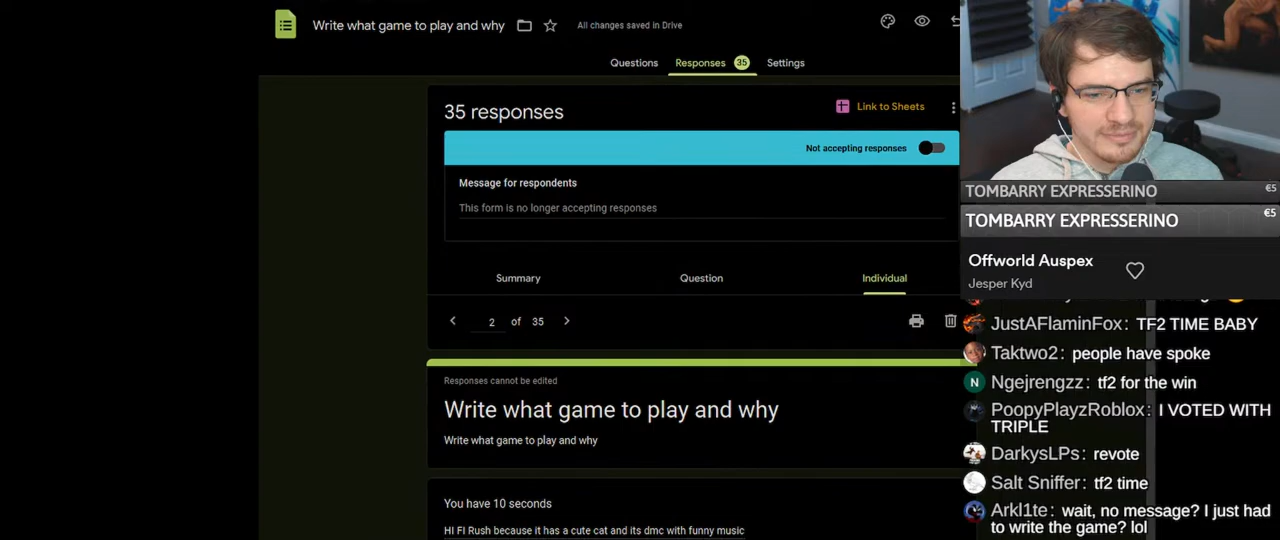 Write what game to play and why
All changes saved in Drive
Questions
Responses 35
Settings
35 responses
Link to Sheets
Not accepting responses
Message for respondents
This form is no longer accepting responses
Summary
Question
Individual
2 of 35
Responses cannot be edited
Write what game to play and why
Write what game to play and why
You have 10 seconds
HI FI Rush because it has a cute cat and its dmc with funny music
TOMBARRY EXPRESSERINO €5
TOMBARRY EXPRESSERINO €5
Offworld Auspex
Jesper Kyd
JustAFlaminFox: TF2 TIME BABY
Taktwo2: people have spoke
N Ngejrengzz: tf2 for the win
PoopyPlayzRoblox: I VOTED WITH
TRIPLE
DarkysLPs: revote
Salt Sniffer: tf2 time
Arkl1te: wait, no message? I just had
to write the game? lol